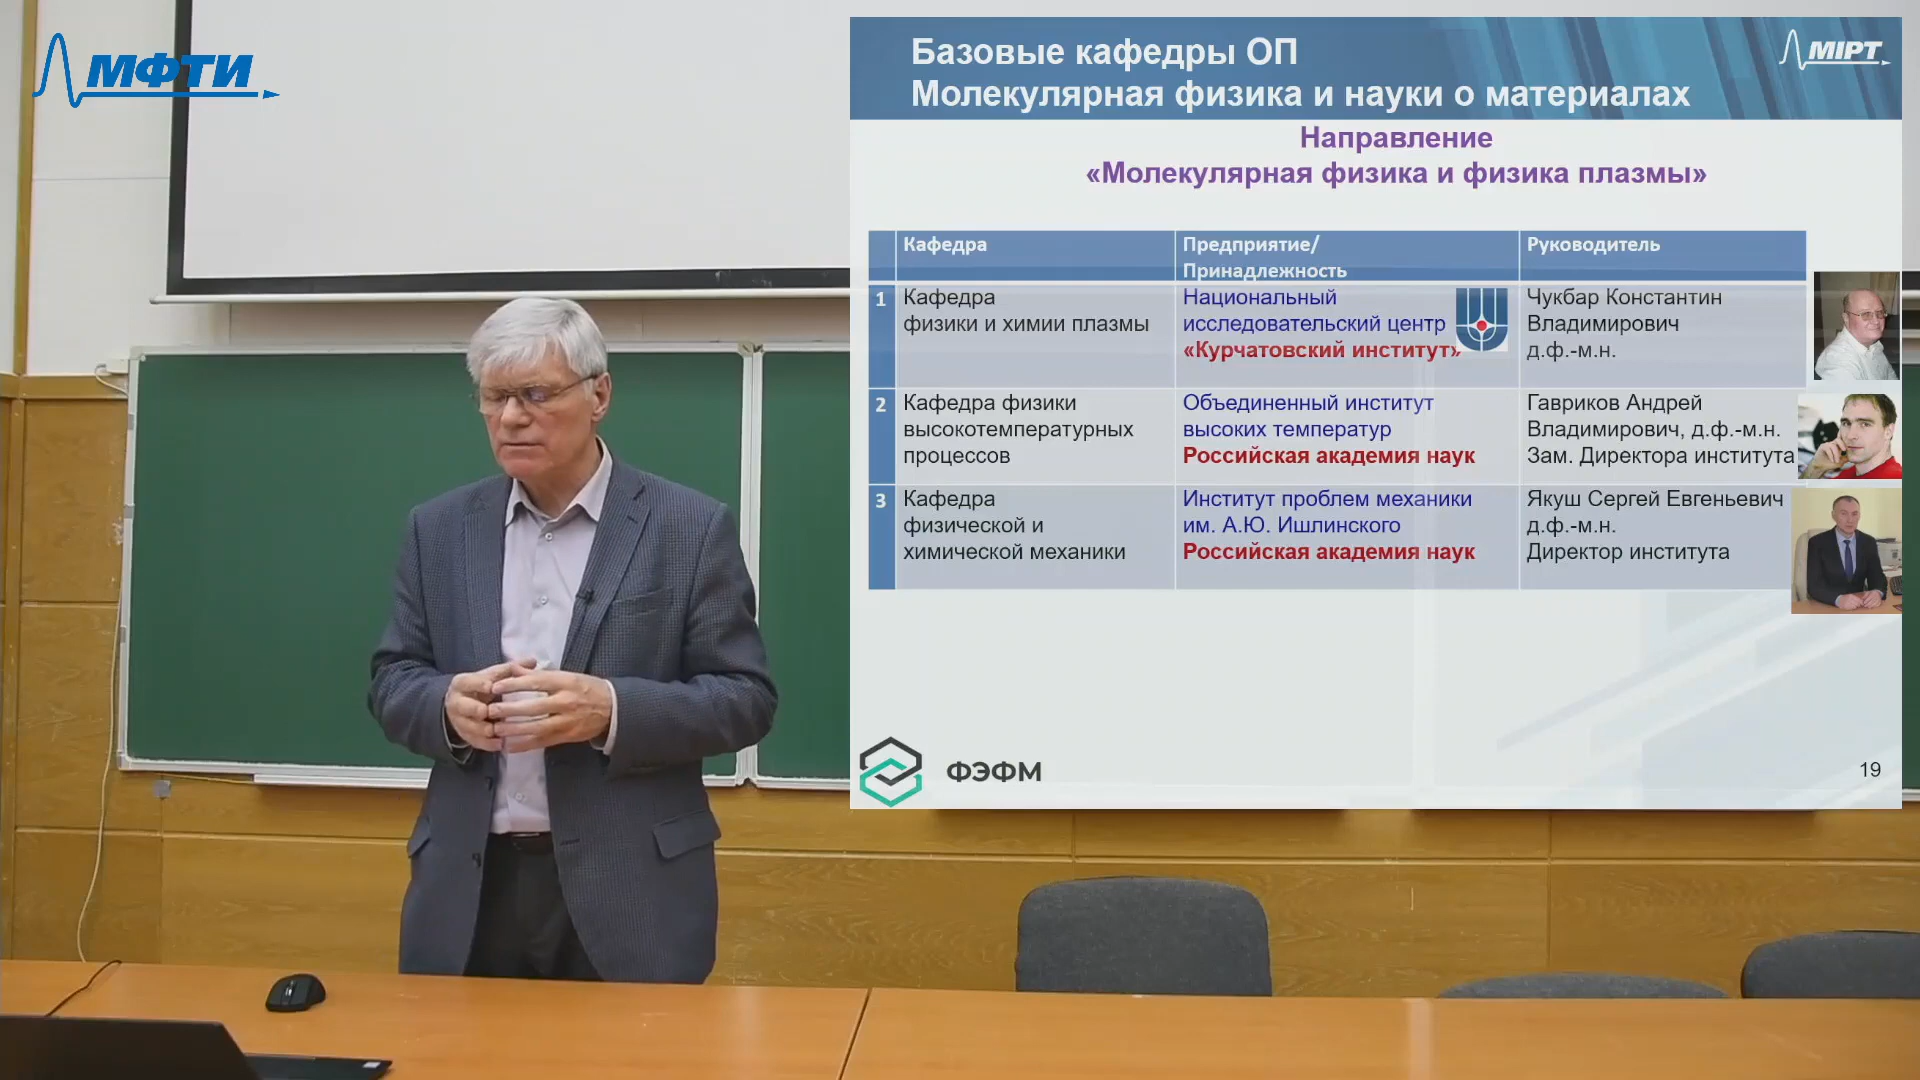 МФТИ
Базовые кафедры ОП
Молекулярная физика и науки о материалах
MIPT
Направление
«Молекулярная физика и физика плазмы»
Кафедра
Предприятие/
Принадлежность
Руководитель
1
Кафедра
физики и химии плазмы
Национальный
исследовательский центр
«Курчатовский институт»
Чукбар Константин
Владимирович
д.ф.-м.н.
2
Кафедра физики
высокотемпературных
процессов
Объединенный институт
высоких температур
Российская академия наук
Гавриков Андрей
Владимирович, д.ф.-м.н.
Зам. Директора института
3
Кафедра
физической и
химической механики
Институт проблем механики
им. А.Ю. Ишлинского
Российская академия наук
Якуш Сергей Евгеньевич
д.ф.-м.н.
Директор института
ФЭФМ
19